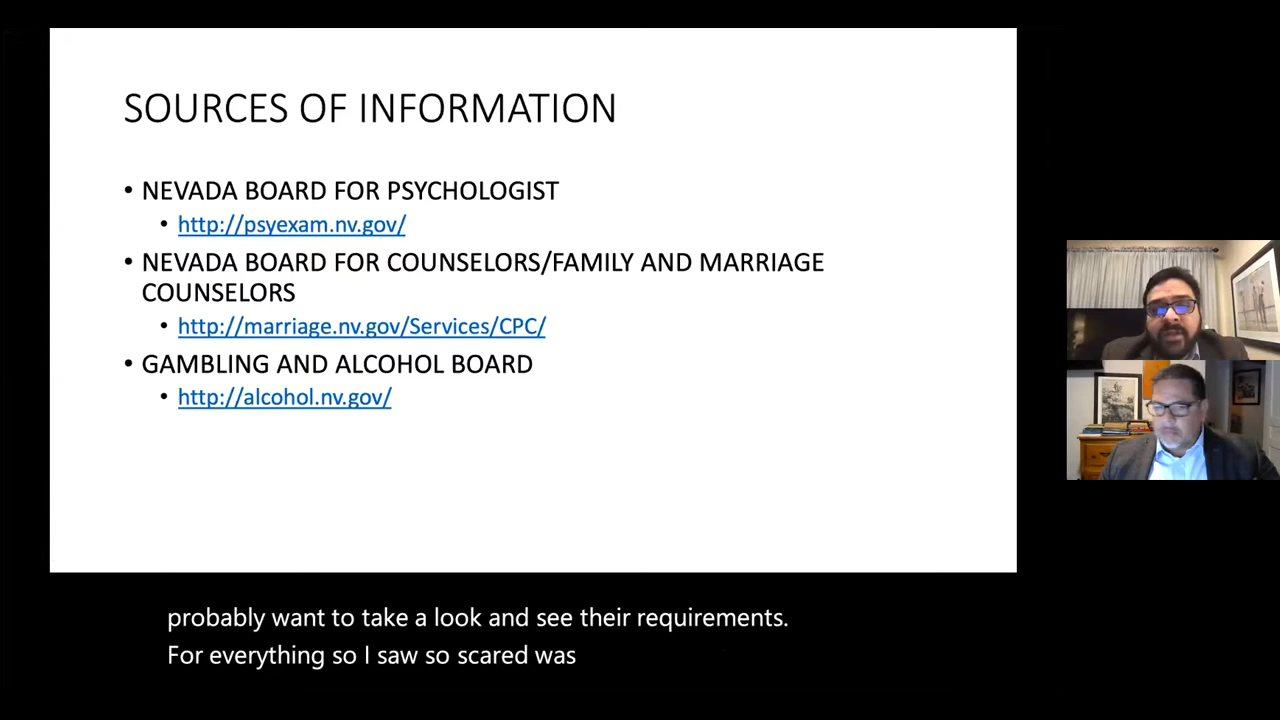 SOURCES OF INFORMATION
• NEVADA BOARD FOR PSYCHOLOGIST
• http://psyexam.nv.gov/
• NEVADA BOARD FOR COUNSELORS/FAMILY AND MARRIAGE
COUNSELORS
• http://marriage.nv.gov/Services/CPC/
• GAMBLING AND ALCOHOL BOARD
• http://alcohol.nv.gov/
probably want to take a look and see their requirements.
For everything so I saw so scared was